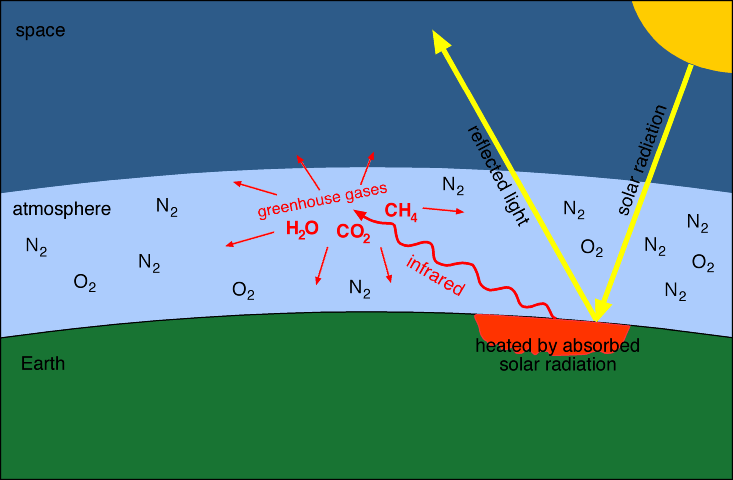 space
solar radiation
reflected light
atmosphere
greenhouse gases
N2
N2
N2
N2
CH4
H2O
CO2
N2
O2
N2
N2
O2
O2
O2
N2
N2
infrared
heated by absorbed
solar radiation
Earth